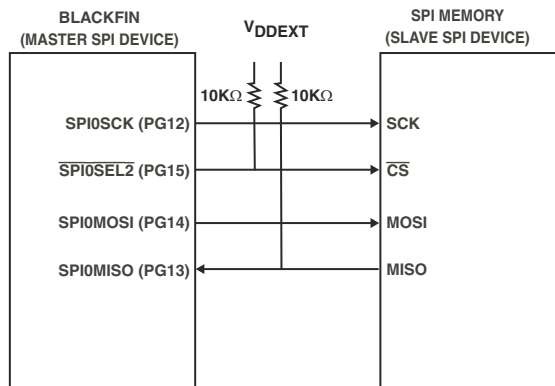 BLACKFIN
(MASTER SPI DEVICE)
VDDEXT
SPI MEMORY
(SLAVE SPI DEVICE)
10KΩ
10KΩ
SPI0SCK (PG12)
SCK
SPI0SEL2 (PG15)
CS
SPI0MOSI (PG14)
MOSI
SPI0MISO (PG13)
MISO